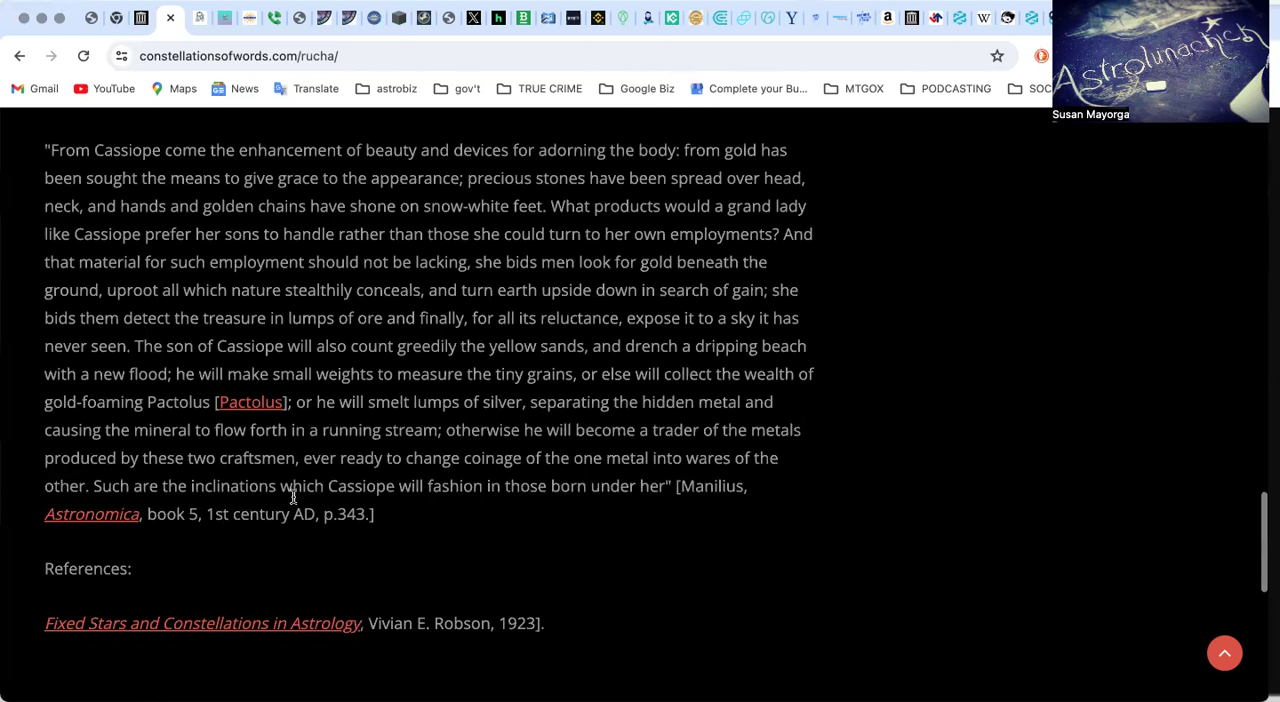 constellationsofwords.com/rucha/
Gmail YouTube Maps News Translate astrobiz gov't TRUE CRIME Google Biz Complete your Bu... MTGOX PODCASTING SOC
Astrolunachick
Susan Mayorga
"From Cassiope come the enhancement of beauty and devices for adorning the body: from gold has
been sought the means to give grace to the appearance; precious stones have been spread over head,
neck, and hands and golden chains have shone on snow-white feet. What products would a grand lady
like Cassiope prefer her sons to handle rather than those she could turn to her own employments? And
that material for such employment should not be lacking, she bids men look for gold beneath the
ground, uproot all which nature stealthily conceals, and turn earth upside down in search of gain; she
bids them detect the treasure in lumps of ore and finally, for all its reluctance, expose it to a sky it has
never seen. The son of Cassiope will also count greedily the yellow sands, and drench a dripping beach
with a new flood; he will make small weights to measure the tiny grains, or else will collect the wealth of
gold-foaming Pactolus [Pactolus]; or he will smelt lumps of silver, separating the hidden metal and
causing the mineral to flow forth in a running stream; otherwise he will become a trader of the metals
produced by these two craftsmen, ever ready to change coinage of the one metal into wares of the
other. Such are the inclinations which Cassiope will fashion in those born under her" [Manilius,
Astronomica, book 5, 1st century AD, p.343.]
References:
Fixed Stars and Constellations in Astrology, Vivian E. Robson, 1923].